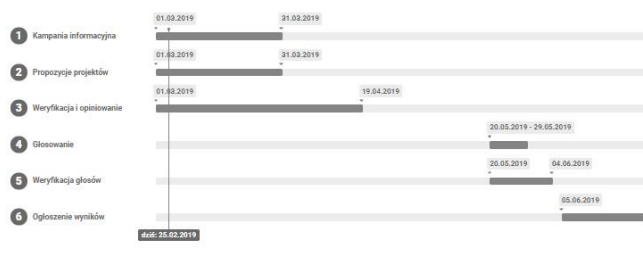 01.03.2019 31.03.2019
1 Kampania informacyjna
01.03.2019 31.03.2019
2 Propozycje projektów
01.03.2019 19.04.2019
3 Weryfikacja i opiniowanie
20.05.2019 - 29.05.2019
4 Głosowanie
20.05.2019 04.06.2019
5 Weryfikacja głosów
05.06.2019
6 Ogłoszenie wyników
dziś: 25.02.2019